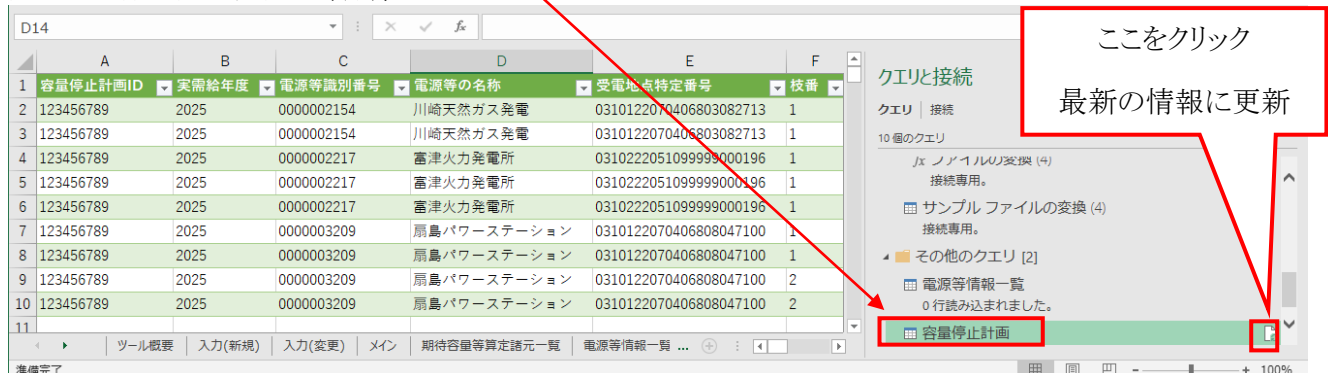 D14
fx
ここをクリック
最新の情報に更新
A B C D E F
1 容量停止計画ID 実需給年度 電源等識別番号 電源等の名称 受電地点特定番号 枝番
2 123456789 2025 0000002154 川崎天然ガス発電 0310122070406803082713 1
3 123456789 2025 0000002154 川崎天然ガス発電 0310122070406803082713 1
4 123456789 2025 0000002217 富津火力発電所 0310222051099999000196 1
5 123456789 2025 0000002217 富津火力発電所 0310222051099999000196 1
6 123456789 2025 0000002217 富津火力発電所 0310222051099999000196 1
7 123456789 2025 0000003209 扇島パワーステーション 0310122070406808047100 1
8 123456789 2025 0000003209 扇島パワーステーション 0310122070406808047100 1
9 123456789 2025 0000003209 扇島パワーステーション 0310122070406808047100 2
10 123456789 2025 0000003209 扇島パワーステーション 0310122070406808047100 2
11
ツール概要 入力(新規) 入力(変更) メイン 期待容量等算定諸元一覧 電源等情報一覧 ...
準備完了
100%
クエリと接続
クエリ | 接続
10 個のクエリ
fx ファイルの変換 (4)
接続専用。
サンプル ファイルの変換 (4)
接続専用。
その他のクエリ [2]
電源等情報一覧
0 行読み込まれました。
容量停止計画